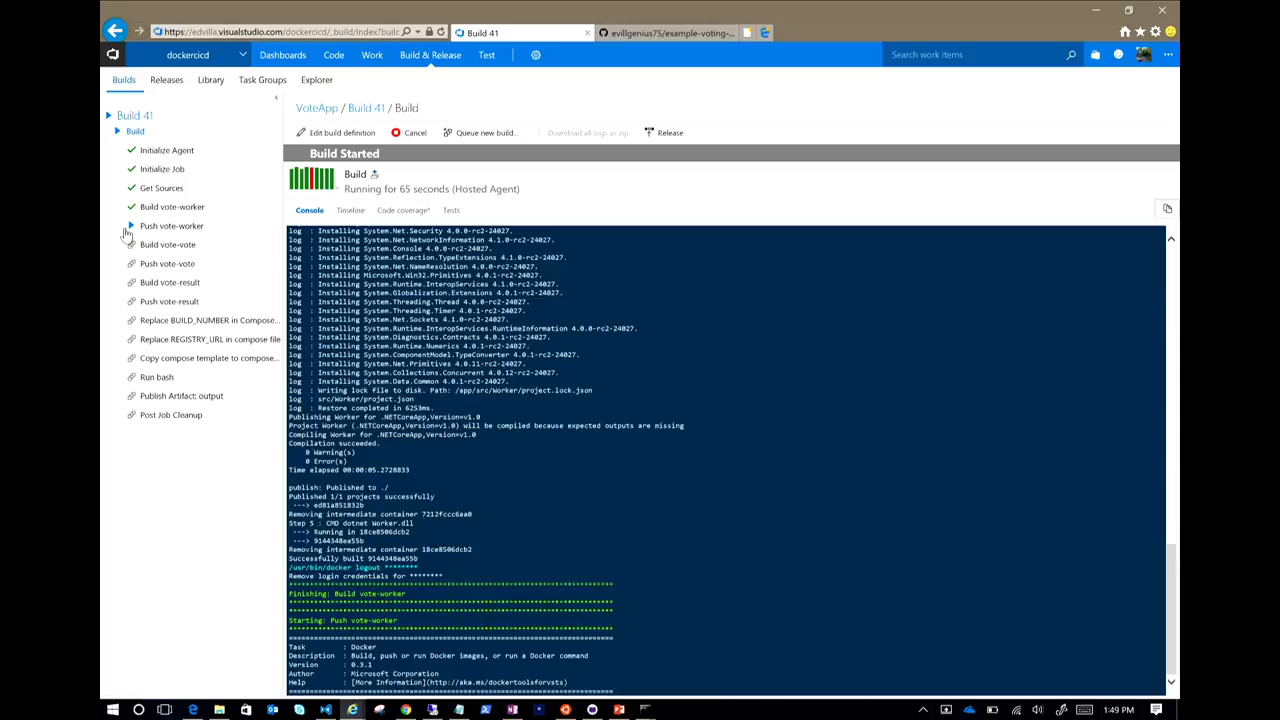 https://edvilla.visualstudio.com/dockercicd/_build/index?builc
Build 41
evillgenius75/example-voting-...
dockercicd
Dashboards
Code
Work
Build & Release
Test
Search work items
Builds
Releases
Library
Task Groups
Explorer
Build 41
Build
Initialize Agent
Initialize Job
Get Sources
Build vote-worker
Push vote-worker
Build vote-vote
Push vote-vote
Build vote-result
Push vote-result
Replace BUILD_NUMBER in Compose...
Replace REGISTRY_URL in compose file
Copy compose template to compose...
Run bash
Publish Artifact: output
Post Job Cleanup
VoteApp / Build 41 / Build
Edit build definition
Cancel
Queue new build...
Download all logs as zip
Release
Build Started
Build
Running for 65 seconds (Hosted Agent)
Console
Timeline
Code coverage*
Tests
log : Installing System.Net.Security 4.0.0-rc2-24027.
log : Installing System.Net.NetworkInformation 4.1.0-rc2-24027.
log : Installing System.Console 4.0.0-rc2-24027.
log : Installing System.Reflection.TypeExtensions 4.1.0-rc2-24027.
log : Installing System.Net.NameResolution 4.0.0-rc2-24027.
log : Installing Microsoft.Win32.Primitives 4.0.1-rc2-24027.
log : Installing System.Runtime.InteropServices 4.1.0-rc2-24027.
log : Installing System.Globalization.Extensions 4.0.1-rc2-24027.
log : Installing System.Threading.Thread 4.0.0-rc2-24027.
log : Installing System.Threading.Timer 4.0.1-rc2-24027.
log : Installing System.Net.Sockets 4.1.0-rc2-24027.
log : Installing System.Runtime.InteropServices.RuntimeInformation 4.0.0-rc2-24027.
log : Installing System.Diagnostics.Contracts 4.0.1-rc2-24027.
log : Installing System.Runtime.Numerics 4.0.1-rc2-24027.
log : Installing System.ComponentModel.TypeConverter 4.0.1-rc2-24027.
log : Installing System.Net.Primitives 4.0.11-rc2-24027.
log : Installing System.Collections.Concurrent 4.0.12-rc2-24027.
log : Installing System.Data.Common 4.0.1-rc2-24027.
log : Writing lock file to disk. Path: /app/src/Worker/project.lock.json
log : src/Worker/project.json
log : Restore completed in 6253ms.
Publishing Worker for .NETCoreApp,Version=v1.0
Project Worker (.NETCoreApp,Version=v1.0) will be compiled because expected outputs are missing
Compiling Worker for .NETCoreApp,Version=v1.0
Compilation succeeded.
0 Warning(s)
0 Error(s)
Time elapsed 00:00:05.2728833
publish: Published to ./
Published 1/1 projects successfully
---> ed81a851832b
Removing intermediate container 7212fccc6aa0
Step 5 : CMD dotnet Worker.dll
---> Running in 18ce8506dcb2
---> 9144348ea55b
Removing intermediate container 18ce8506dcb2
Successfully built 9144348ea55b
/usr/bin/docker logout ********
Remove login credentials for ********
******************************************************************************
Finishing: Build vote-worker
******************************************************************************
******************************************************************************
Starting: Push vote-worker
******************************************************************************
==============================================================================
Task : Docker
Description : Build, push or run Docker images, or run a Docker command
Version : 0.3.1
Author : Microsoft Corporation
Help : [More Information](http://aka.ms/dockertoolsforvsts)
==============================================================================
1:49 PM